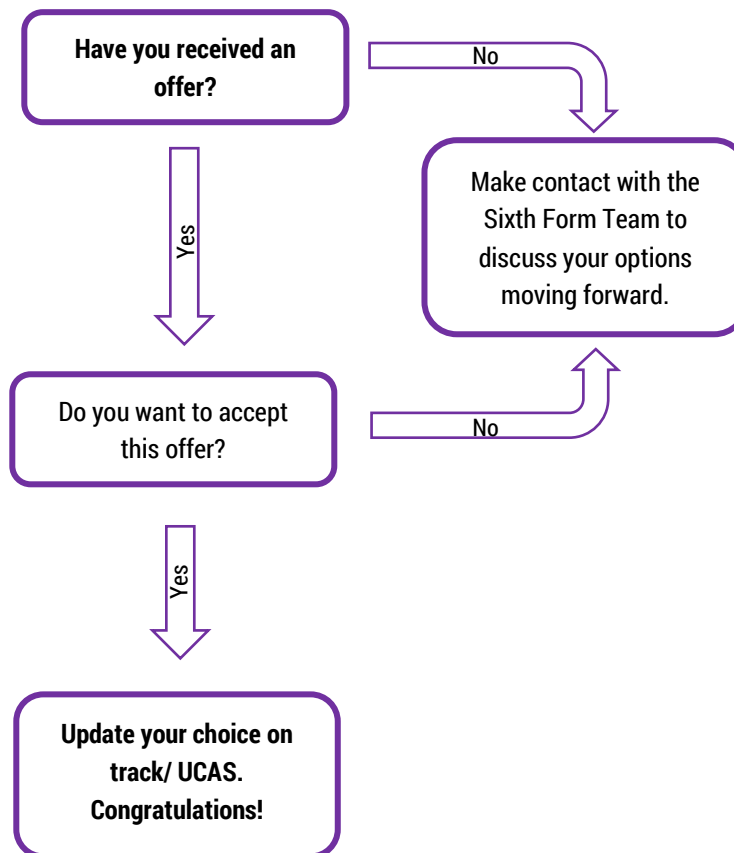 Have you received an
offer?
No
Make contact with the
Sixth Form Team to
discuss your options
moving forward.
Yes
Do you want to accept
this offer?
No
Yes
Update your choice on
track/ UCAS.
Congratulations!